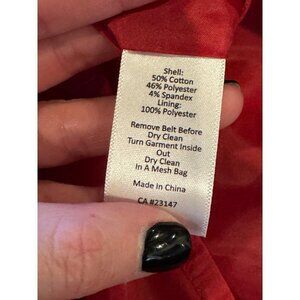 Shell:
50% Cotton
46% Polyester
4% Spandex
Lining:
100% Polyester
Remove Belt Before
Dry Clean
Turn Garment Inside
Out
Dry Clean
In A Mesh Bag
Made In China
CA #23147